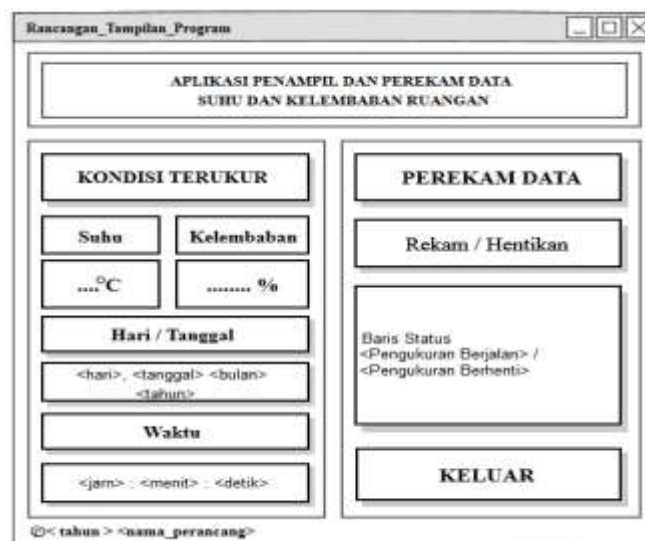 Rancangan_Tampilan_Program
APLIKASI PENAMPIL DAN PEREKAM DATA
SUHU DAN KELEMBABAN RUANGAN
KONDISI TERUKUR
Suhu
Kelembaban
....°C
........ %
Hari / Tanggal
<hari>, <tanggal> <bulan>
<tahun>
Waktu
<jam> : <menit> : <detik>
PEREKAM DATA
Rekam / Hentikan
Baris Status
<Pengukuran Berjalan> /
<Pengukuran Berhenti>
KELUAR
©< tahun > <nama_perancang>